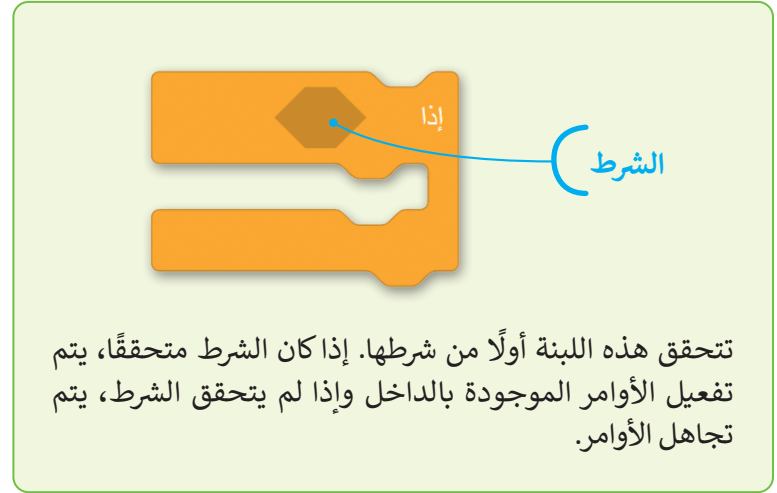 إذا
الشرط
تتحقق هذه اللبنة أولًا من شرطها. إذا كان الشرط متحققًا، يتم
تفعيل الأوامر الموجودة بالداخل وإذا لم يتحقق الشرط، يتم
تجاهل الأوامر.